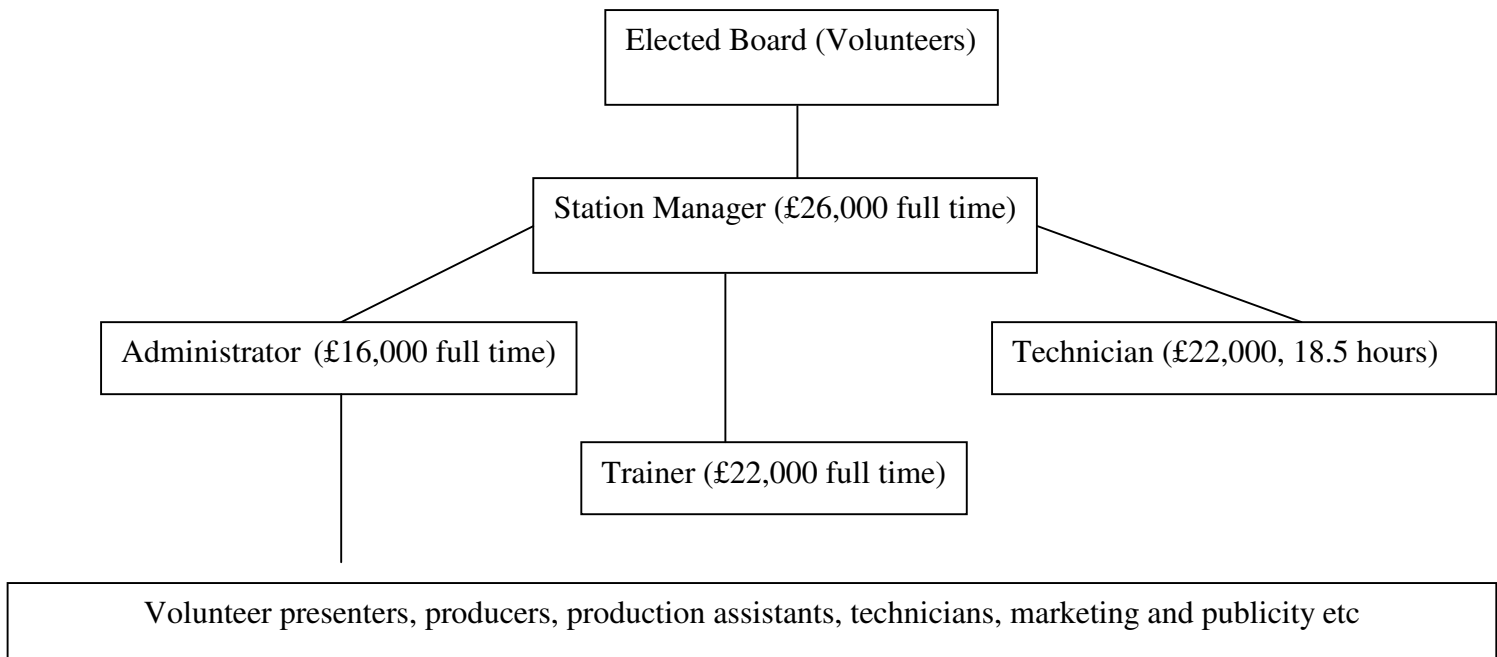 Elected Board (Volunteers)
Station Manager (£26,000 full time)
Administrator (£16,000 full time)
Technician (£22,000, 18.5 hours)
Trainer (£22,000 full time)
Volunteer presenters, producers, production assistants, technicians, marketing and publicity etc